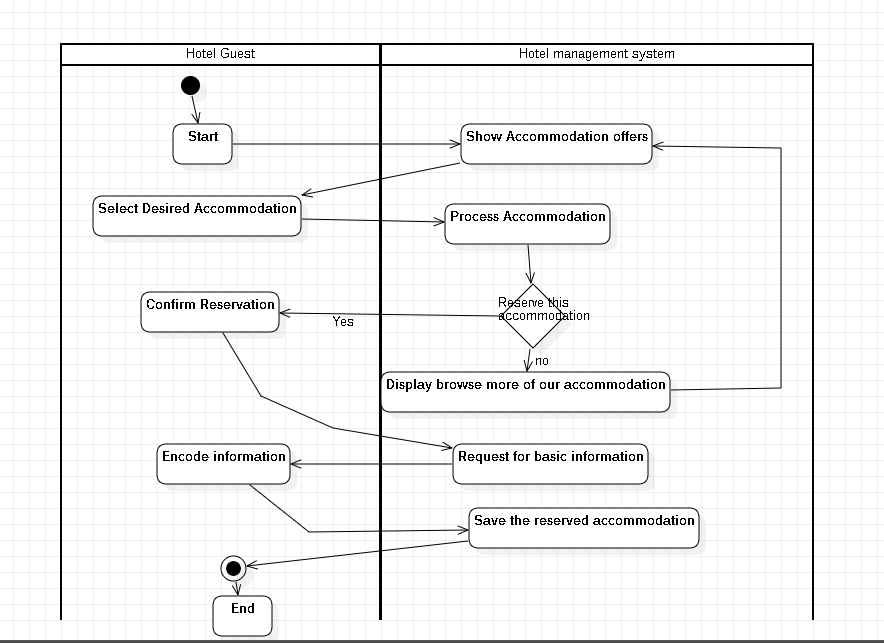 Hotel Guest
Hotel management system
Start
Show Accommodation offers
Select Desired Accommodation
Process Accommodation
Confirm Reservation
Yes
Reserve this
accommodation
no
Display browse more of our accommodation
Encode information
Request for basic information
Save the reserved accommodation
End